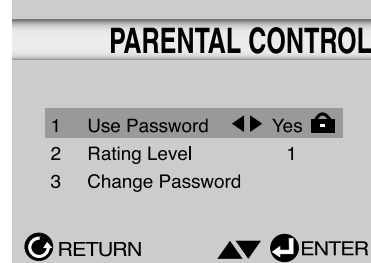 PARENTAL CONTROL
1 Use Password ◀▶ Yes
2 Rating Level 1
3 Change Password
RETURN ▲▼ ENTER